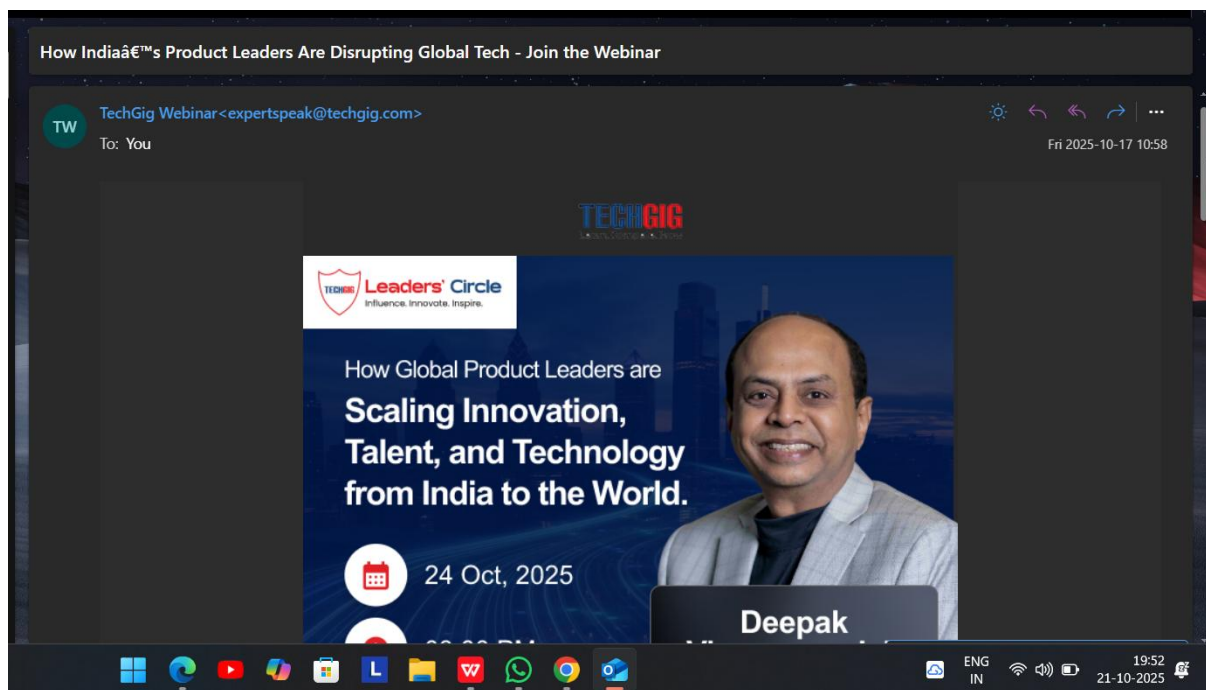 How Indiaâ€™s Product Leaders Are Disrupting Global Tech - Join the Webinar
TW
TechGig Webinar<expertspeak@techgig.com>
To: You
Fri 2025-10-17 10:58
TECHGIG
TECHGIG
Leaders' Circle
Influence. Innovate. Inspire.
How Global Product Leaders are
Scaling Innovation,
Talent, and Technology
from India to the World.
24 Oct, 2025
Deepak
L
ENG
IN
19:52
21-10-2025